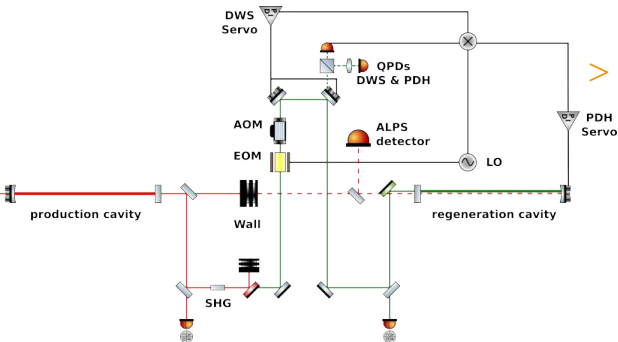 DWS
Servo
QPDs
DWS & PDH
AOM
ALPS
detector
PDH
Servo
EOM
LO
production cavity
Wall
regeneration cavity
SHG